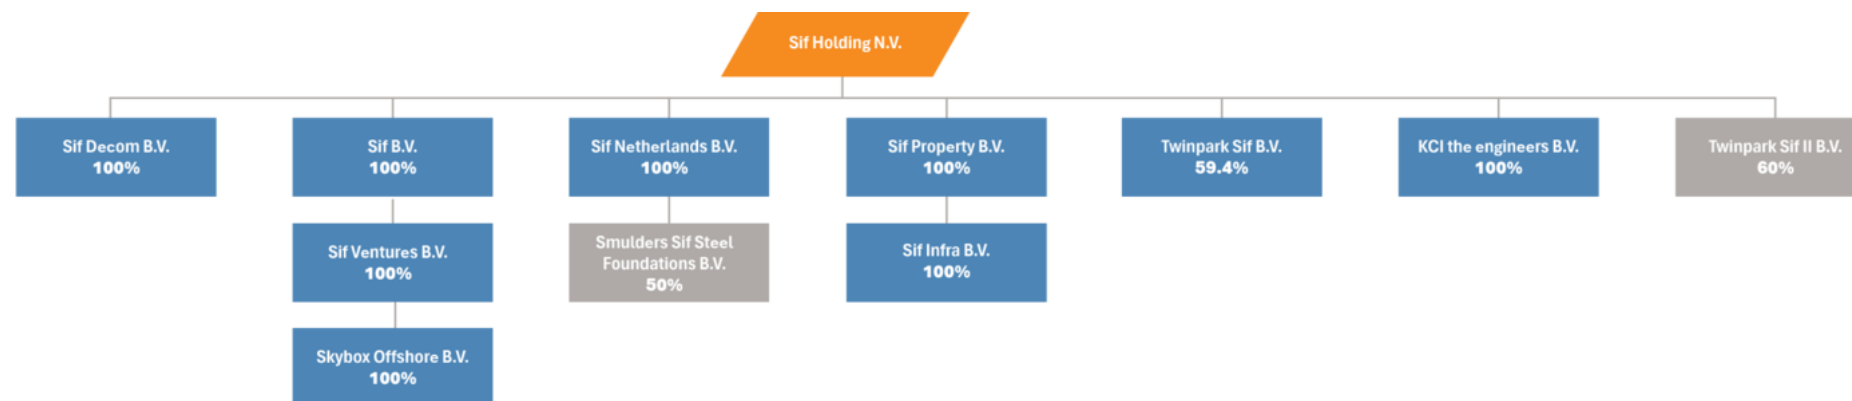 Sif Holding N.V.
Sif Decom B.V.
100%
Sif B.V.
100%
Sif Netherlands B.V.
100%
Sif Property B.V.
100%
Twinpark Sif B.V.
59.4%
KCI the engineers B.V.
100%
Twinpark Sif II B.V.
60%
Sif Ventures B.V.
100%
Smulders Sif Steel
Foundations B.V.
50%
Sif Infra B.V.
100%
Skybox Offshore B.V.
100%